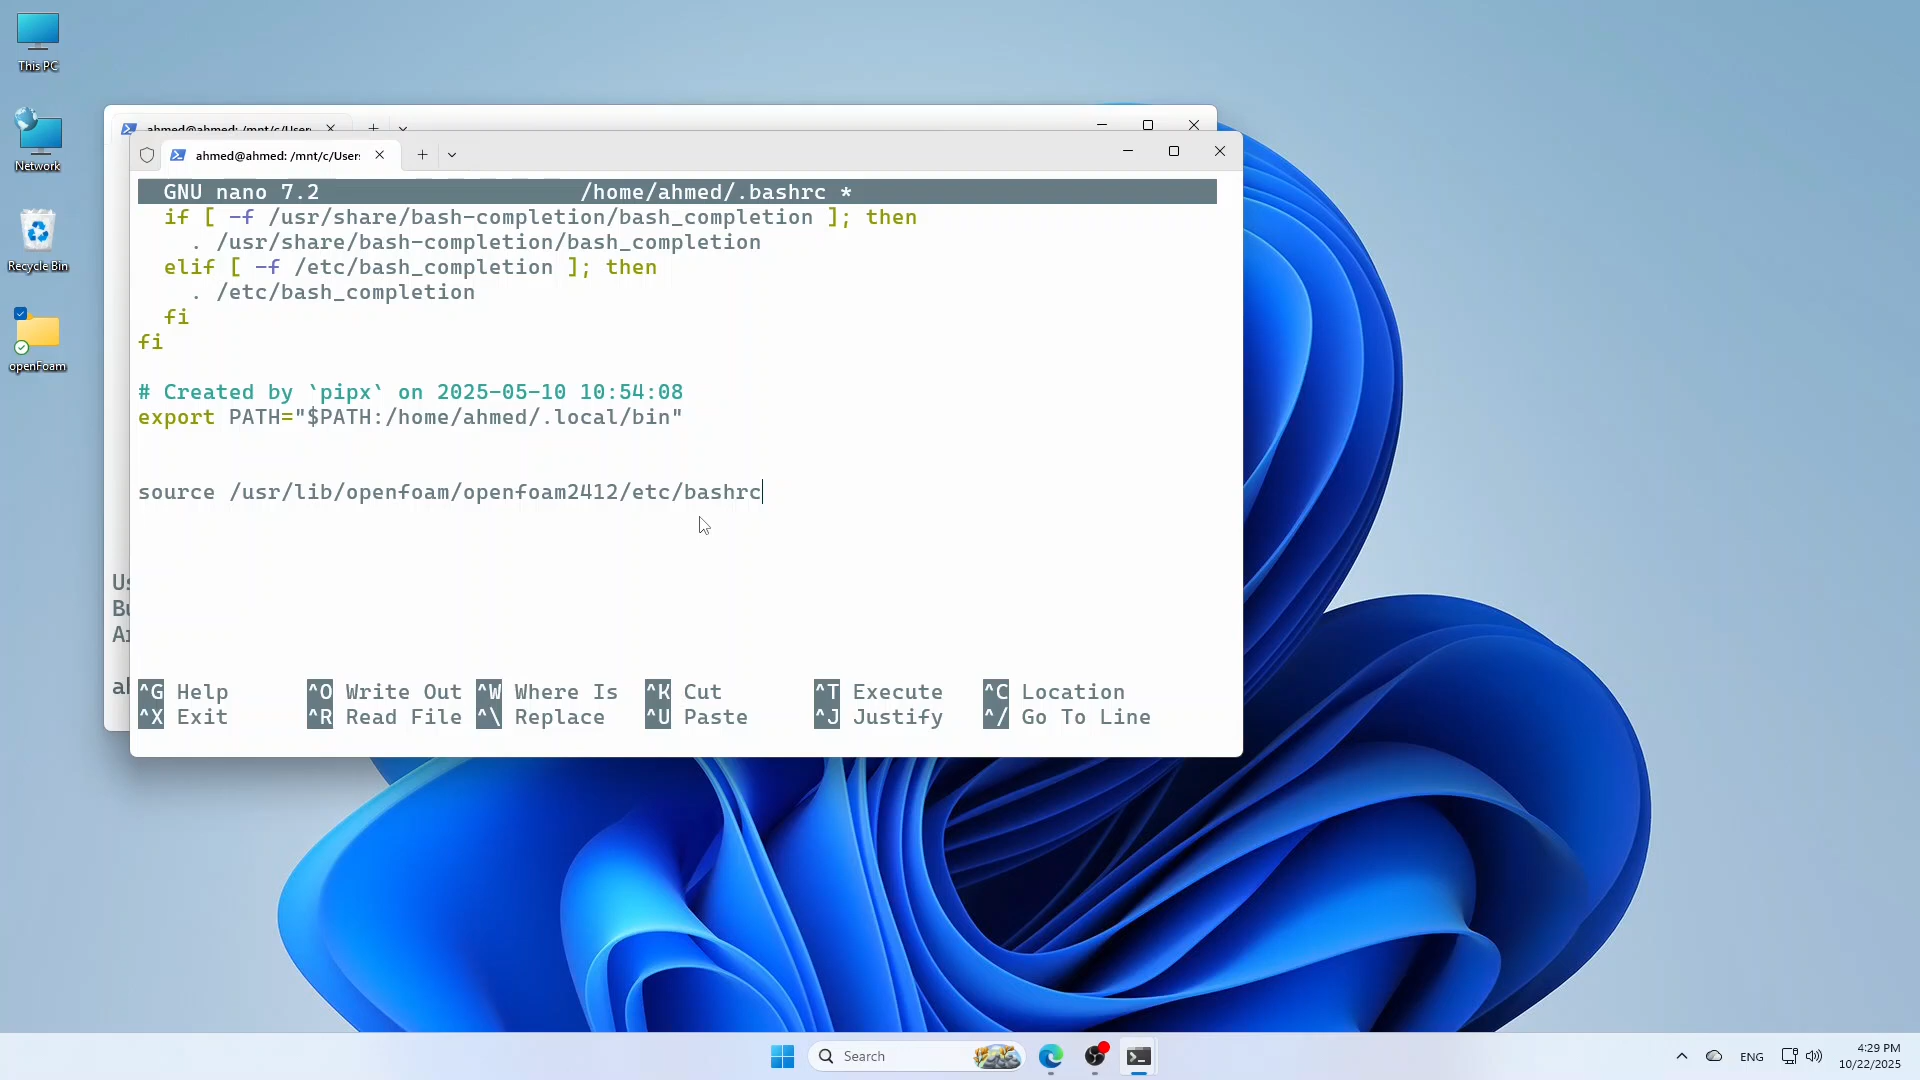 This PC
Network
Recycle Bin
openFoam
ahmed@ahmed: /mnt/c/User:
ahmed@ahmed: /mnt/c/User:
GNU nano 7.2 /home/ahmed/.bashrc *
if [ -f /usr/share/bash-completion/bash_completion ]; then
. /usr/share/bash-completion/bash_completion
elif [ -f /etc/bash_completion ]; then
. /etc/bash_completion
fi
fi
# Created by `pipx` on 2025-05-10 10:54:08
export PATH="$PATH:/home/ahmed/.local/bin"
source /usr/lib/openfoam/openfoam2412/etc/bashrc
^G Help ^O Write Out ^W Where Is ^K Cut ^T Execute ^C Location
^X Exit ^R Read File ^\ Replace ^U Paste ^J Justify ^/ Go To Line
Search
ENG
4:29 PM
10/22/2025